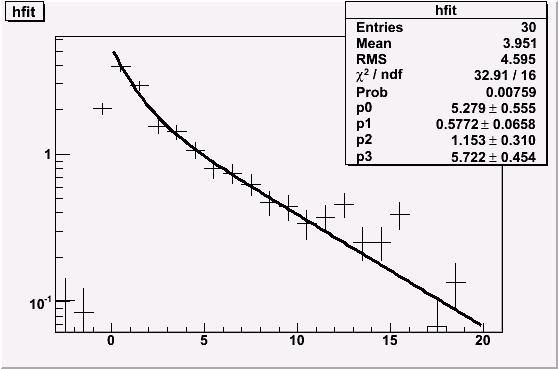 hfit
hfit
Entries 30
Mean 3.951
RMS 4.595
χ² / ndf 32.91 / 16
Prob 0.00759
p0 5.279 ± 0.555
p1 0.5772 ± 0.0658
p2 1.153 ± 0.310
p3 5.722 ± 0.454
1
10⁻¹
0 5 10 15 20